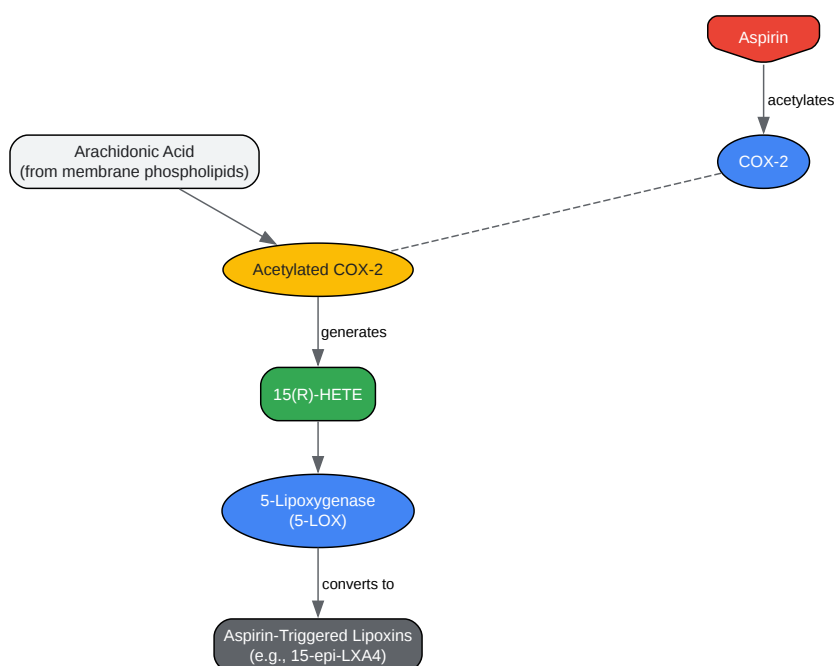 Aspirin
acetylates
Arachidonic Acid
(from membrane phospholipids)
COX-2
Acetylated COX-2
generates
15(R)-HETE
5-Lipoxygenase
(5-LOX)
converts to
Aspirin-Triggered Lipoxins
(e.g., 15-epi-LXA4)